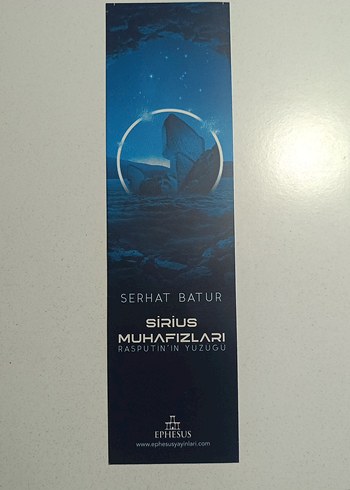 SERHAT BATUR
SİRİUS
MUHAFIZLARI
RASPUTİN'İN YÜZÜĞÜ
EPHESUS
www.ephesusyayinlari.com